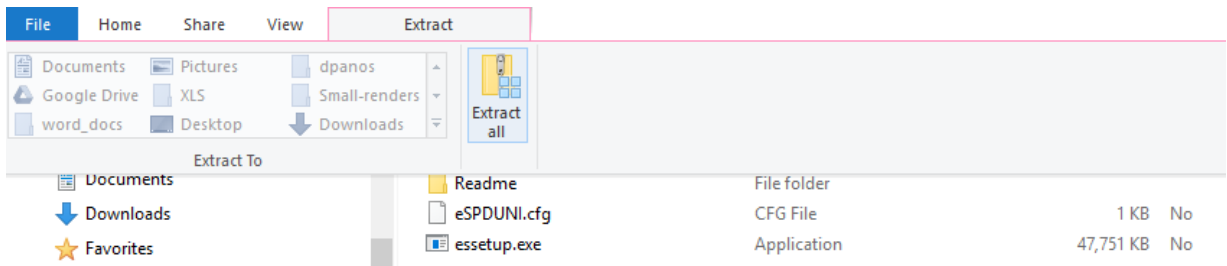 File Home Share View Extract
Documents Pictures dpanos
Google Drive XLS Small-renders
word_docs Desktop Downloads
Extract all
Extract To
Documents
Readme File folder
Downloads eSPDUNI.cfg CFG File 1 KB No
Favorites essetup.exe Application 47,751 KB No